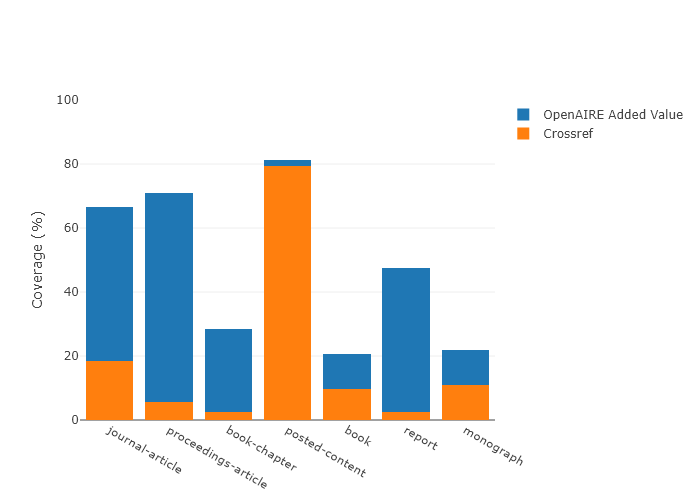 100
80
60
40
20
0
Coverage (%)
journal-article
proceedings-article
book-chapter
posted-content
book
report
monograph
OpenAIRE Added Value
Crossref